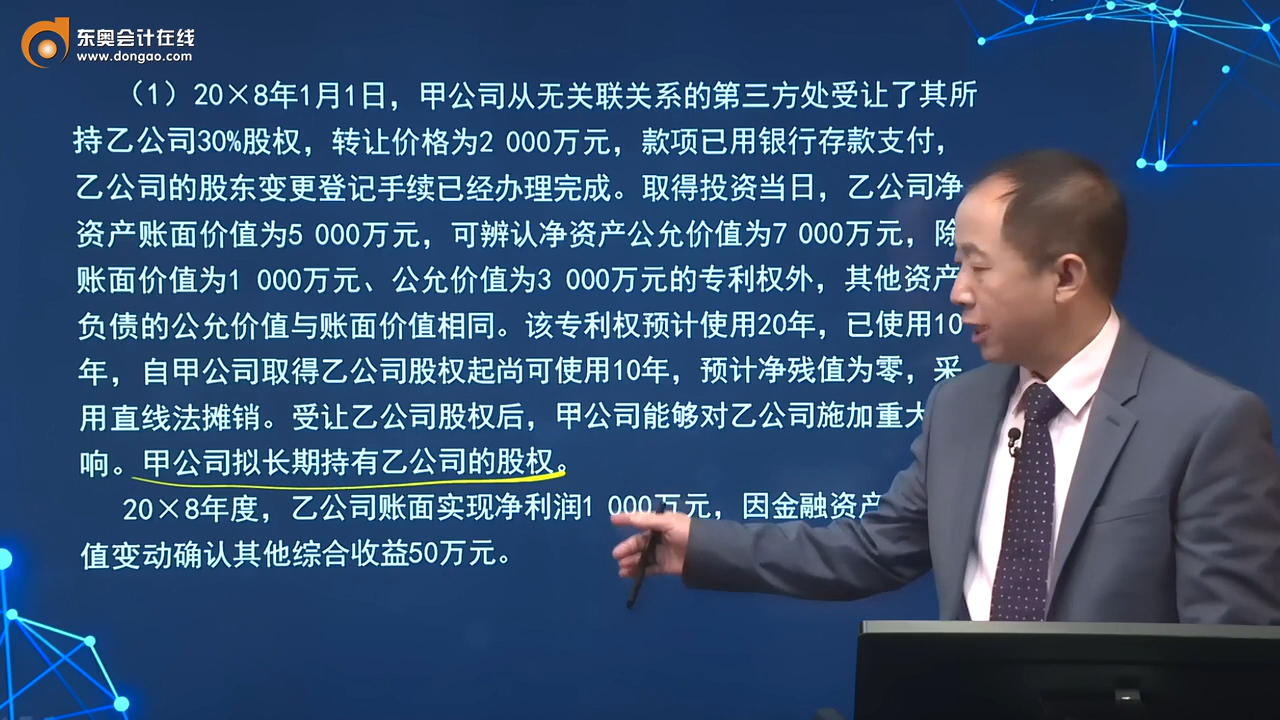 东奥会计在线
www.dongao.com
（1）20×8年1月1日，甲公司从无关联关系的第三方处受让了其所
持乙公司30%股权，转让价格为2 000万元，款项已用银行存款支付，
乙公司的股东变更登记手续已经办理完成。取得投资当日，乙公司净
资产账面价值为5 000万元，可辨认净资产公允价值为7 000万元，除
账面价值为1 000万元、公允价值为3 000万元的专利权外，其他资产
负债的公允价值与账面价值相同。该专利权预计使用20年，已使用10
年，自甲公司取得乙公司股权起尚可使用10年，预计净残值为零，采
用直线法摊销。受让乙公司股权后，甲公司能够对乙公司施加重大
响。甲公司拟长期持有乙公司的股权。
20×8年度，乙公司账面实现净利润1 000万元，因金融资产
值变动确认其他综合收益50万元。